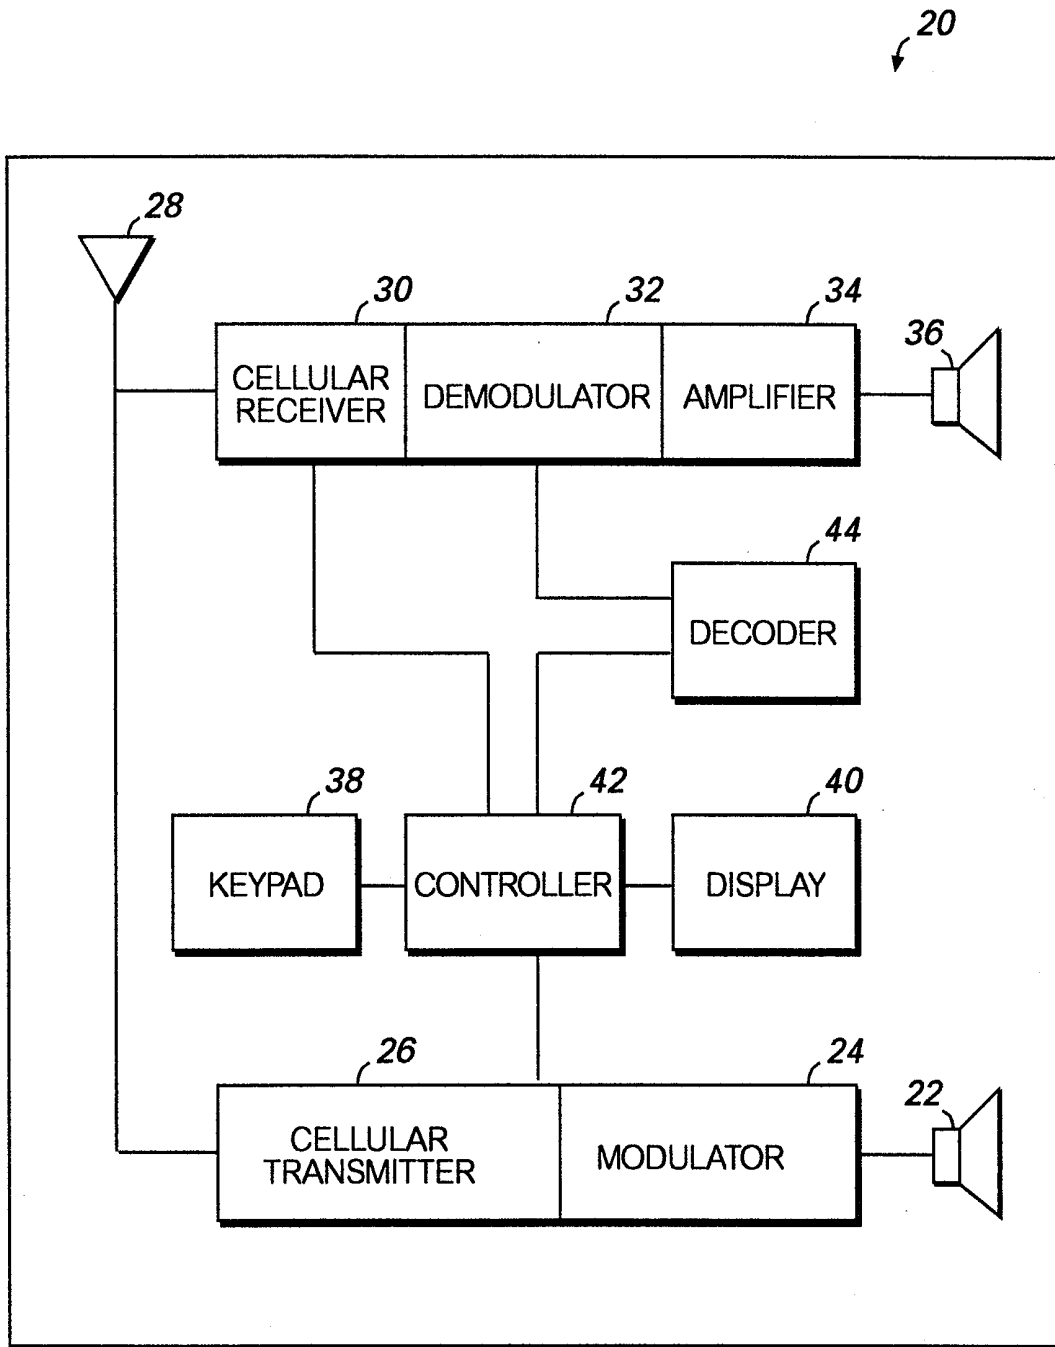 20
28
30
32
34
36
CELLULAR
RECEIVER
DEMODULATOR
AMPLIFIER
44
DECODER
38
42
40
KEYPAD
CONTROLLER
DISPLAY
26
24
22
CELLULAR
TRANSMITTER
MODULATOR